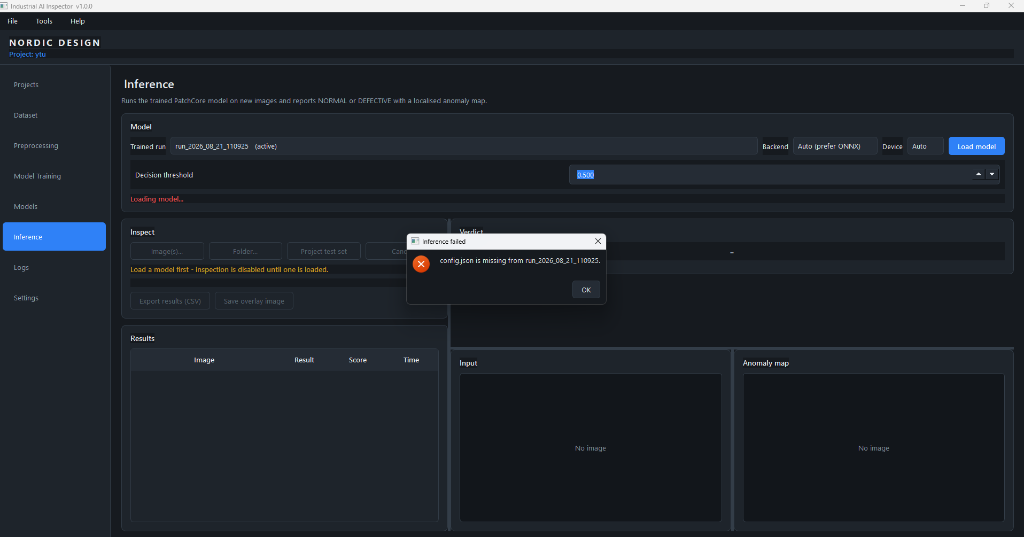 Industrial AI Inspector v1.0.0
File Tools Help
NORDIC DESIGN
Project: ytu
Projects
Dataset
Preprocessing
Model Training
Models
Inference
Logs
Settings
Inference
Runs the trained PatchCore model on new images and reports NORMAL or DEFECTIVE with a localised anomaly map.
Model
Trained run run_2026_08_21_110925 (active) Backend Auto (prefer ONNX) Device Auto Load model
Decision threshold 0.500
Loading model...
Inspect
Image(s)... Folder... Project test set Canc
Load a model first - inspection is disabled until one is loaded.
Export results (CSV) Save overlay image
Verdict
–
Inference failed
config.json is missing from run_2026_08_21_110925.
OK
Results
Image Result Score Time
Input
No image
Anomaly map
No image